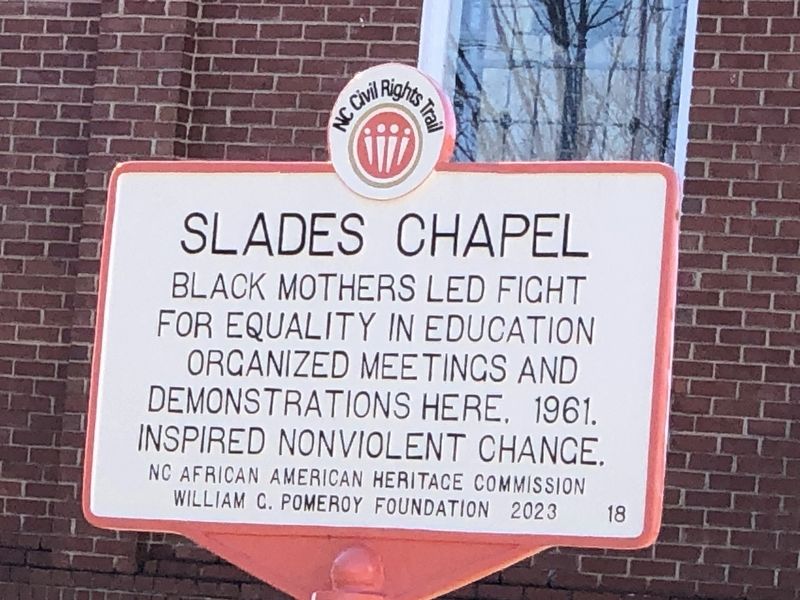 NC Civil Rights Trail
SLADES CHAPEL
BLACK MOTHERS LED FIGHT
FOR EQUALITY IN EDUCATION
ORGANIZED MEETINGS AND
DEMONSTRATIONS HERE, 1961.
INSPIRED NONVIOLENT CHANGE.
NC AFRICAN AMERICAN HERITAGE COMMISSION
WILLIAM G. POMEROY FOUNDATION 2023 18